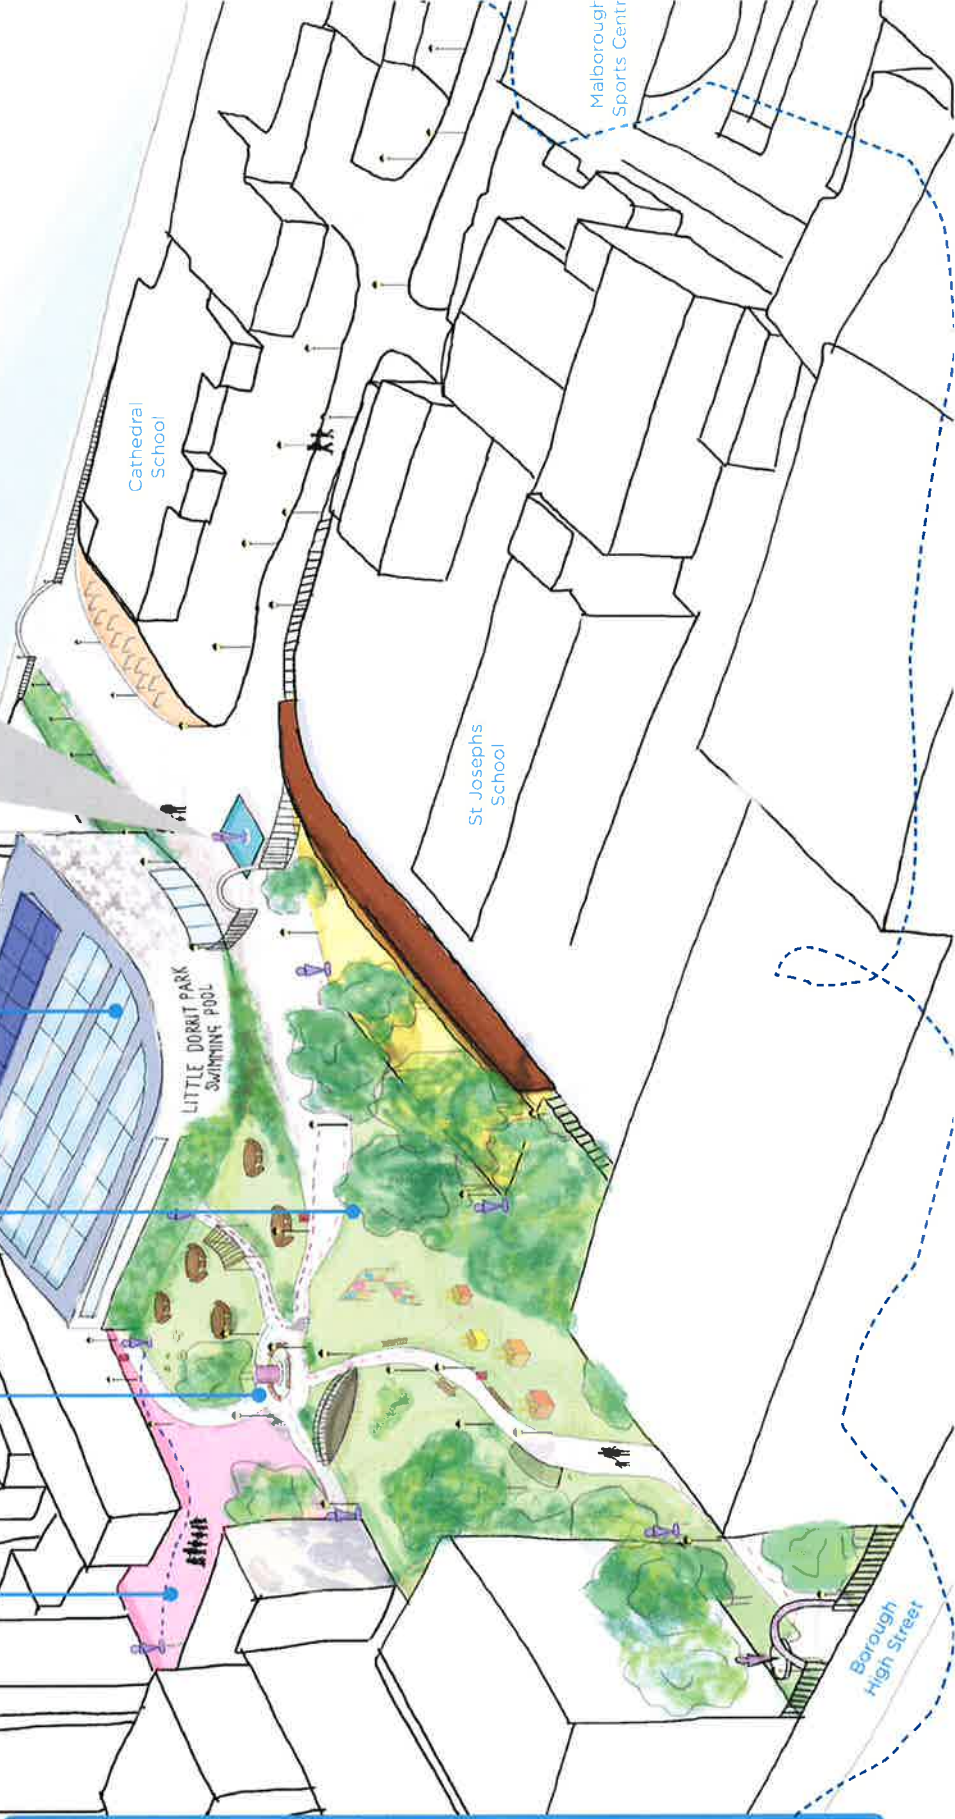 Malborough
Sports Centr
Cathedral
School
St Josephs
School
LITTLE DORRIT PARK
SWIMMING POOL
Borough
High Street